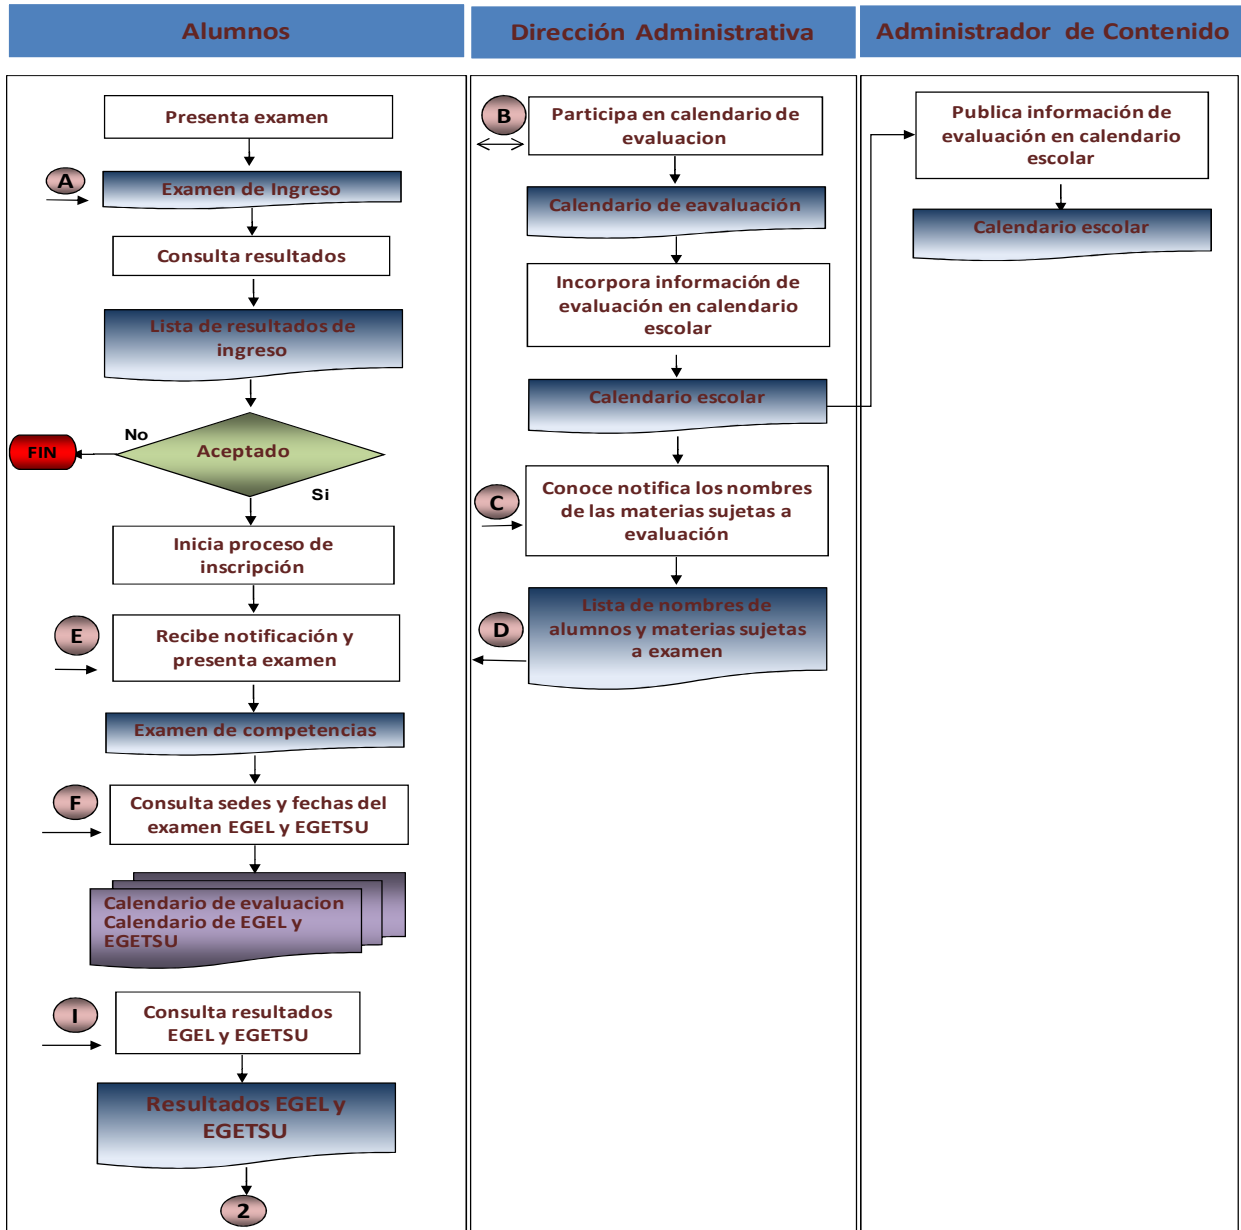 Alumnos
Dirección Administrativa
Administrador de Contenido
Presenta examen
A
Examen de Ingreso
Consulta resultados
Lista de resultados de
ingreso
No
FIN
Aceptado
Si
Inicia proceso de
inscripción
E
Recibe notificación y
presenta examen
Examen de competencias
F
Consulta sedes y fechas del
examen EGEL y EGETSU
Calendario de evaluacion
Calendario de EGEL y
EGETSU
I
Consulta resultados
EGEL y EGETSU
Resultados EGEL y
EGETSU
2
B
Participa en calendario de
evaluacion
Calendario de eavaluación
Incorpora información de
evaluación en calendario
escolar
Calendario escolar
C
Conoce notifica los nombres
de las materias sujetas a
evaluación
D
Lista de nombres de
alumnos y materias sujetas
a examen
Publica información de
evaluación en calendario
escolar
Calendario escolar